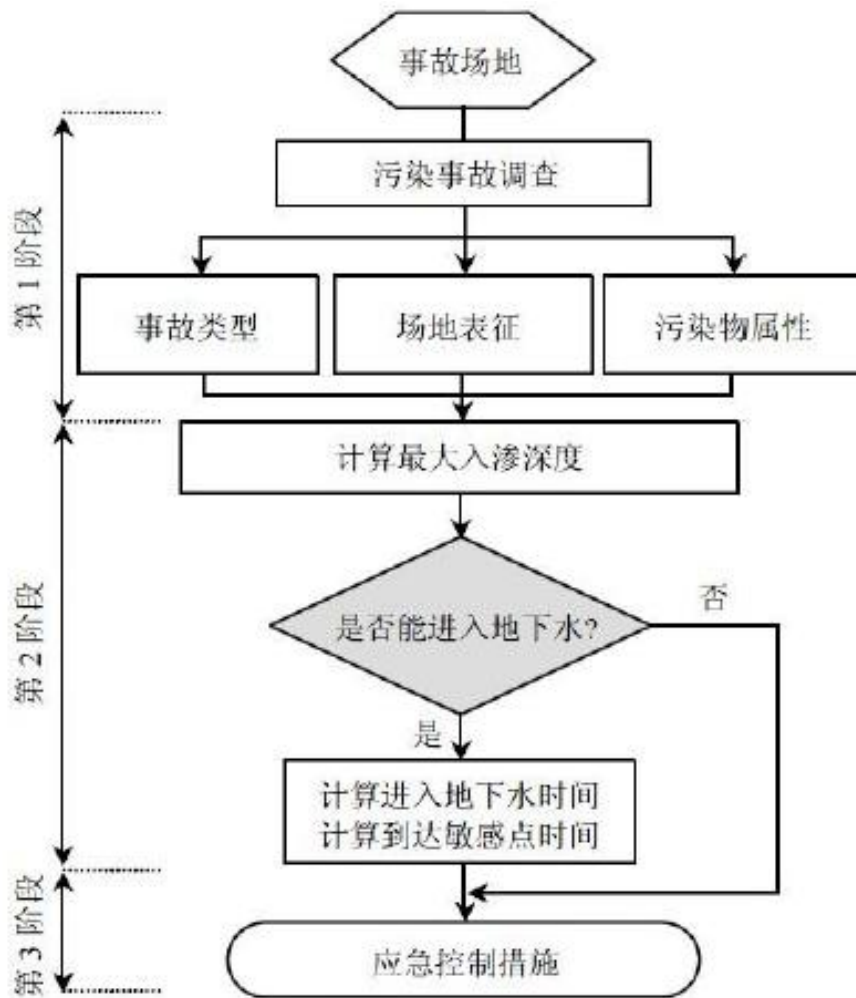 事故场地
污染事故调查
第 1 阶段
事故类型
场地表征
污染物属性
计算最大入渗深度
第 2 阶段
是否能进入地下水?
否
是
计算进入地下水时间
计算到达敏感点时间
第 3 阶段
应急控制措施